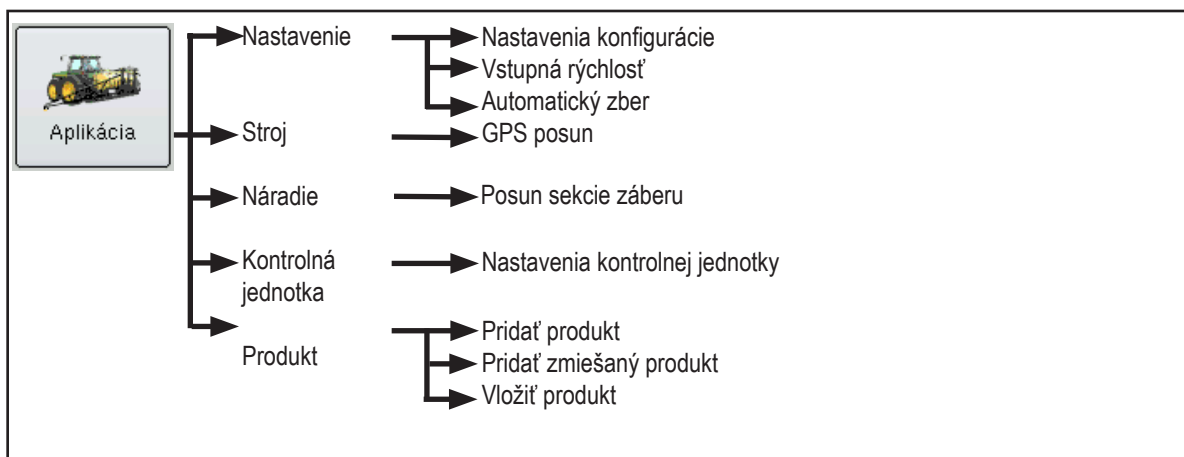 Aplikácia
Nastavenie
Nastavenia konfigurácie
Vstupná rýchlosť
Automatický zber
Stroj
GPS posun
Náradie
Posun sekcie záberu
Kontrolná
jednotka
Nastavenia kontrolnej jednotky
Produkt
Pridať produkt
Pridať zmiešaný produkt
Vložiť produkt